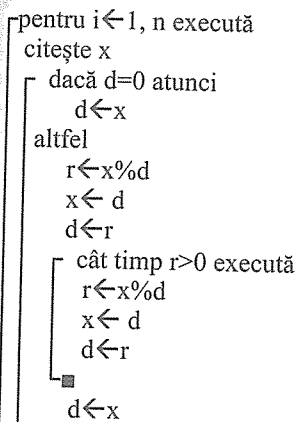 pentru i←1, n execută
citește x
dacă d=0 atunci
d←x
altfel
r←x%d
x← d
d←r
cât timp r>0 execută
r←x%d
x← d
d←r
■
d←x